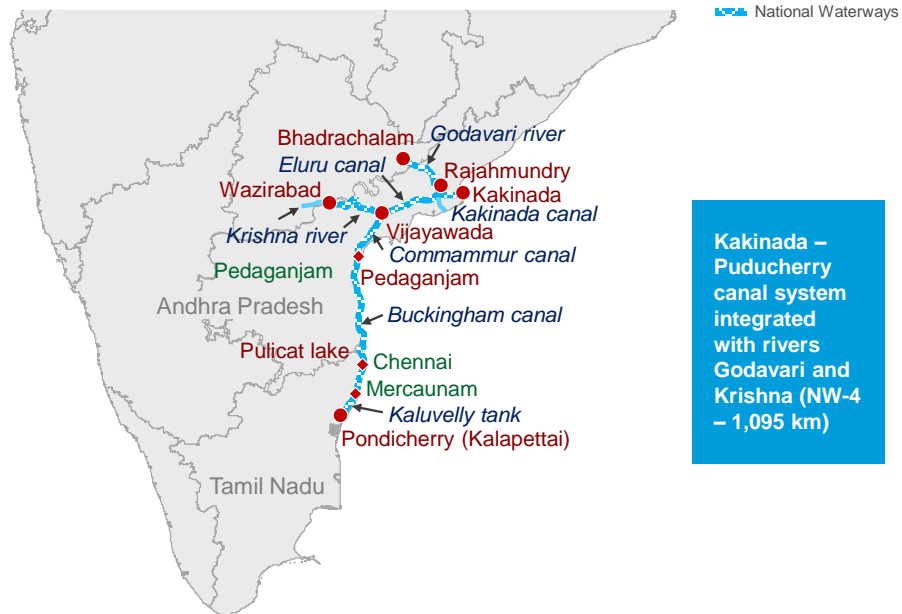 National Waterways
Bhadrachalam
Godavari river
Eluru canal
Rajahmundry
Wazirabad
Kakinada
Kakinada canal
Krishna river
Vijayawada
Commammur canal
Pedaganjam
Pedaganjam
Andhra Pradesh
Buckingham canal
Pulicat lake
Chennai
Mercaunam
Kaluvelly tank
Pondicherry (Kalapettai)
Tamil Nadu
Kakinada –
Puducherry
canal system
integrated
with rivers
Godavari and
Krishna (NW-4
– 1,095 km)